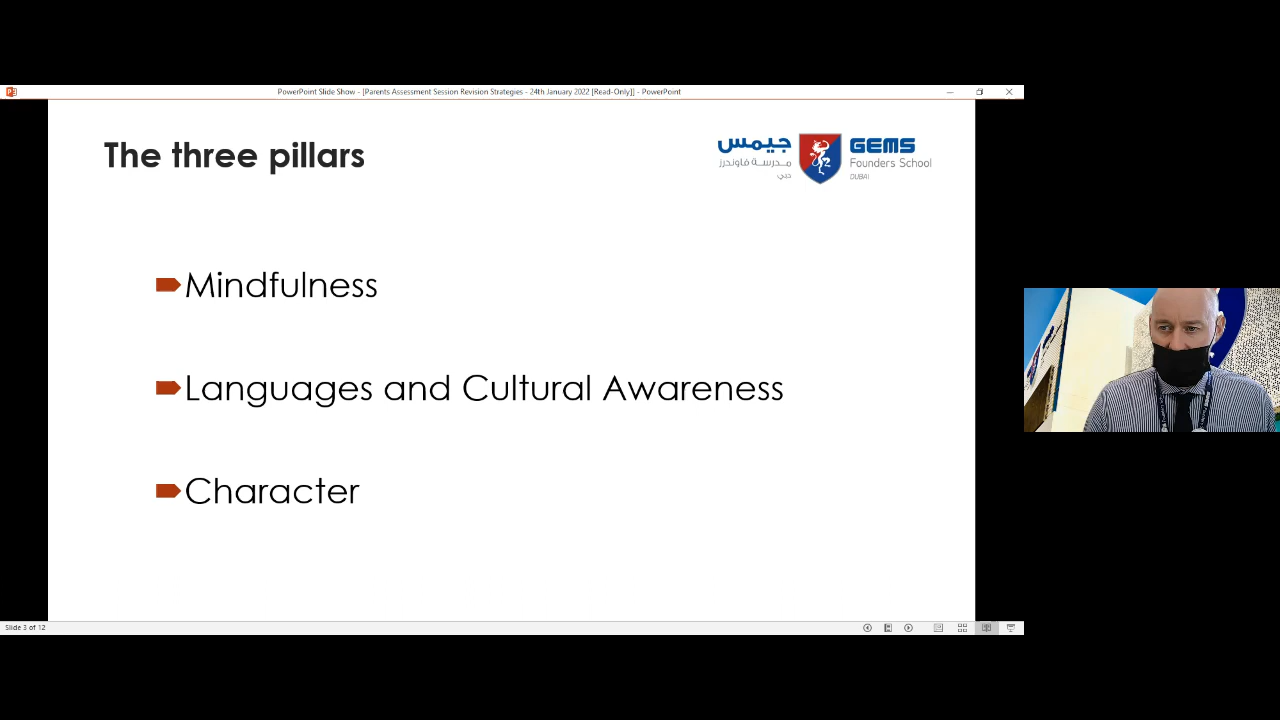 PowerPoint Slide Show - [Parents Assessment Session Revision Strategies - 24th January 2022 [Read-Only]] - PowerPoint
The three pillars
جيمس
مدرسة فاوندرز
دبي
GEMS
Founders School
DUBAI
Mindfulness
Languages and Cultural Awareness
Character
Slide 3 of 12